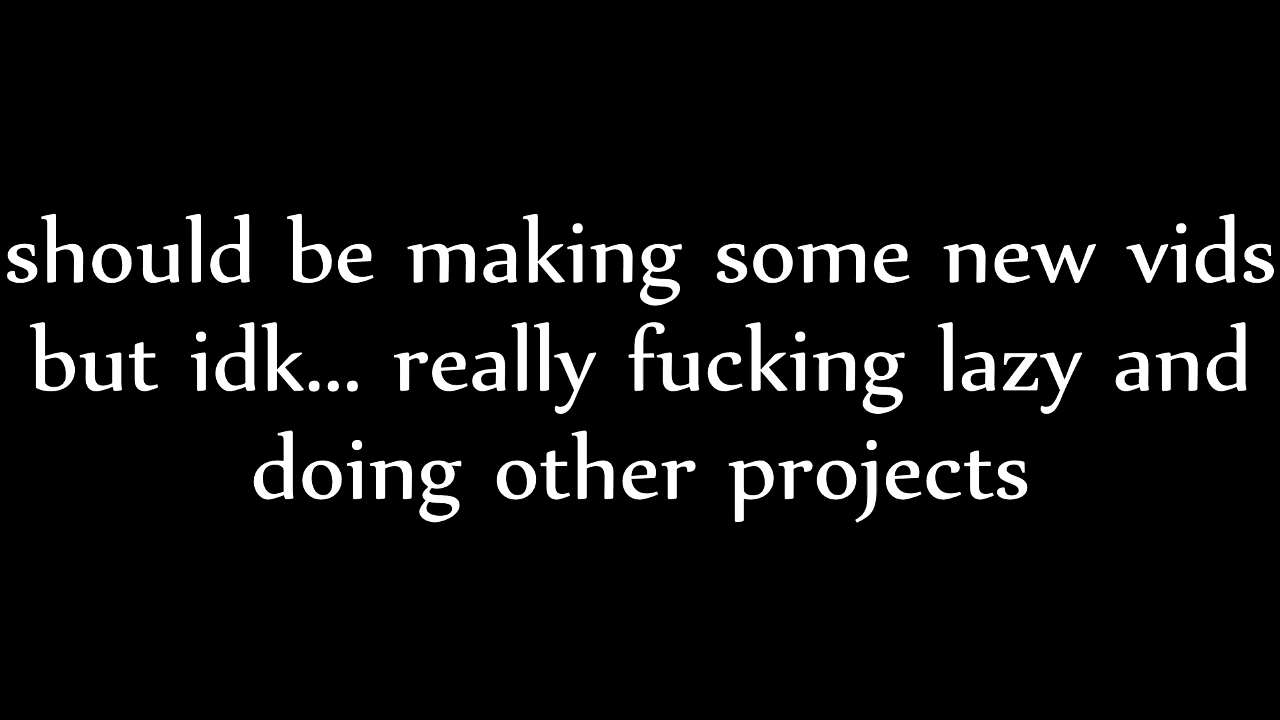 should be making some new vids
but idk... really fucking lazy and
doing other projects